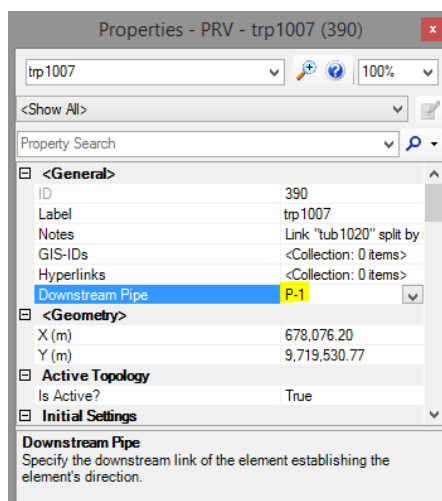 Properties - PRV - trp1007 (390)
x
trp1007 100%
<Show All>
Property Search
<General>
ID 390
Label trp1007
Notes Link "tub1020" split by
GIS-IDs <Collection: 0 items>
Hyperlinks <Collection: 0 items>
Downstream Pipe P-1
<Geometry>
X (m) 678,076.20
Y (m) 9,719,530.77
Active Topology
Is Active? True
Initial Settings
Downstream Pipe
Specify the downstream link of the element establishing the
element's direction.